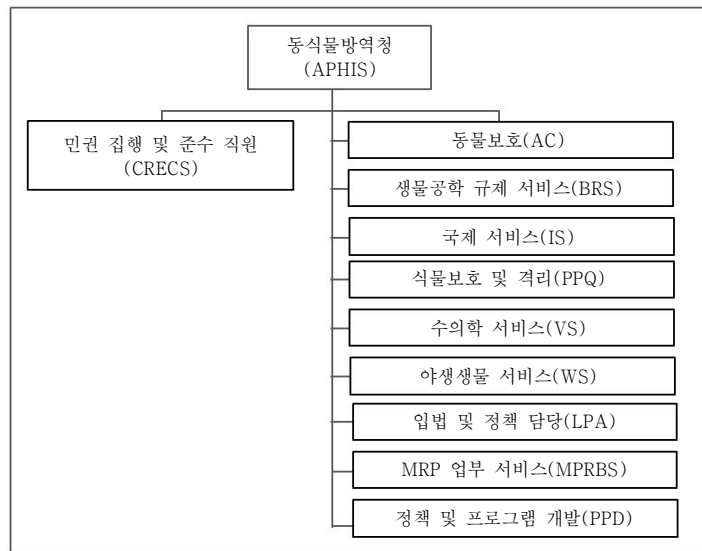 동식물방역청
(APHIS)
민권 집행 및 준수 직원
(CRECS)
동물보호(AC)
생물공학 규제 서비스(BRS)
국제 서비스(IS)
식물보호 및 격리(PPQ)
수의학 서비스(VS)
야생생물 서비스(WS)
입법 및 정책 담당(LPA)
MRP 업부 서비스(MPRBS)
정책 및 프로그램 개발(PPD)